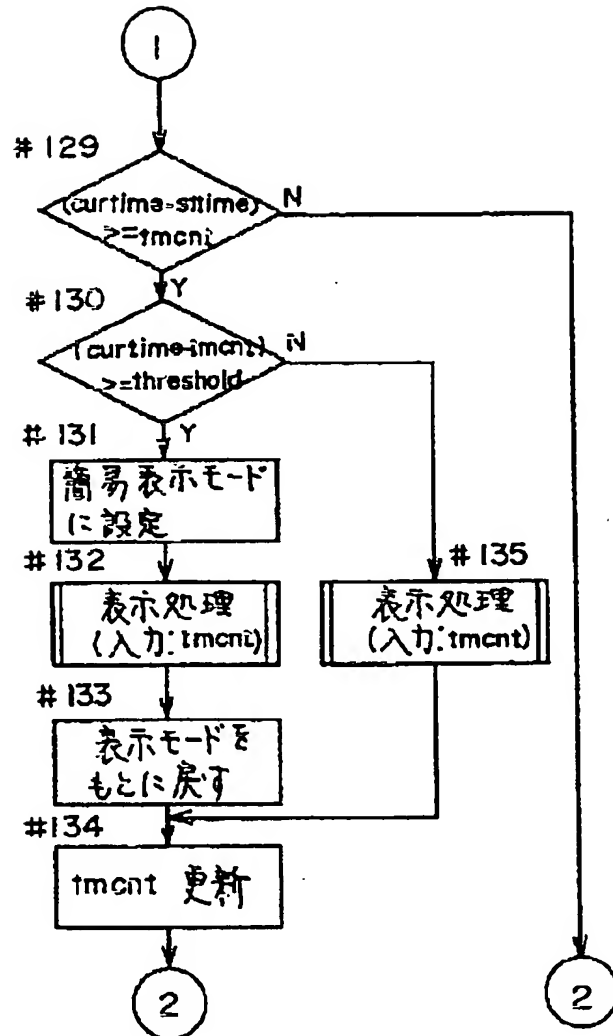 1
#129
(curtime-sttime)
>=tmcnt
N
Y
#130
(curtime-tmcnt)
>=threshold
N
Y
#131
簡易表示モード
に設定
#132
表示処理
(入力:tmcnt)
#135
表示処理
(入力:tmcnt)
#133
表示モードを
もとに戻す
#134
tmcnt 更新
2
2